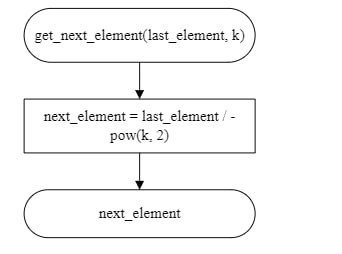 get_next_element(last_element, k)
next_element = last_element / -
pow(k, 2)
next_element